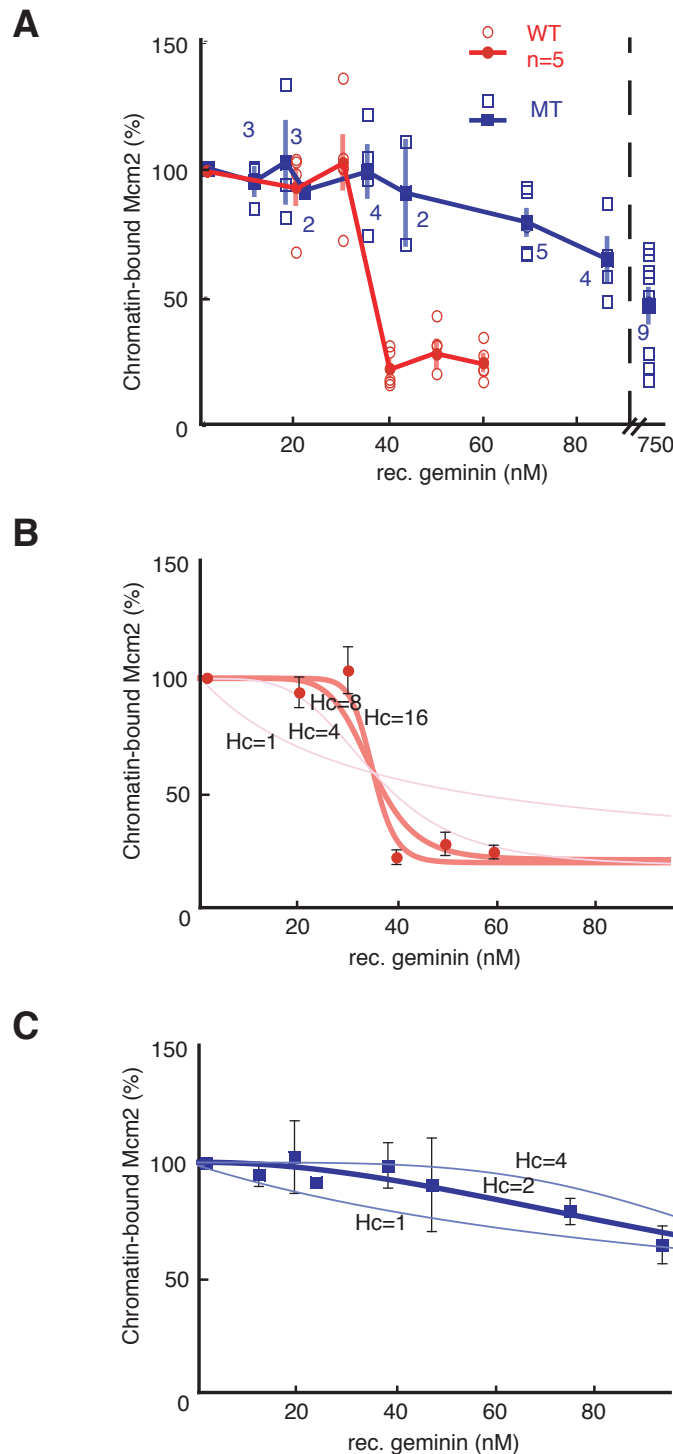 A
150
100
50
0
Chromatin-bound Mcm2 (%)
WT
n=5
MT
3
3
2
4
2
5
4
9
20
40
60
80
750
rec. geminin (nM)
B
150
100
50
0
Chromatin-bound Mcm2 (%)
Hc=8
Hc=16
Hc=4
Hc=1
20
40
60
80
rec. geminin (nM)
C
150
100
50
0
Chromatin-bound Mcm2 (%)
Hc=4
Hc=2
Hc=1
20
40
60
80
rec. geminin (nM)